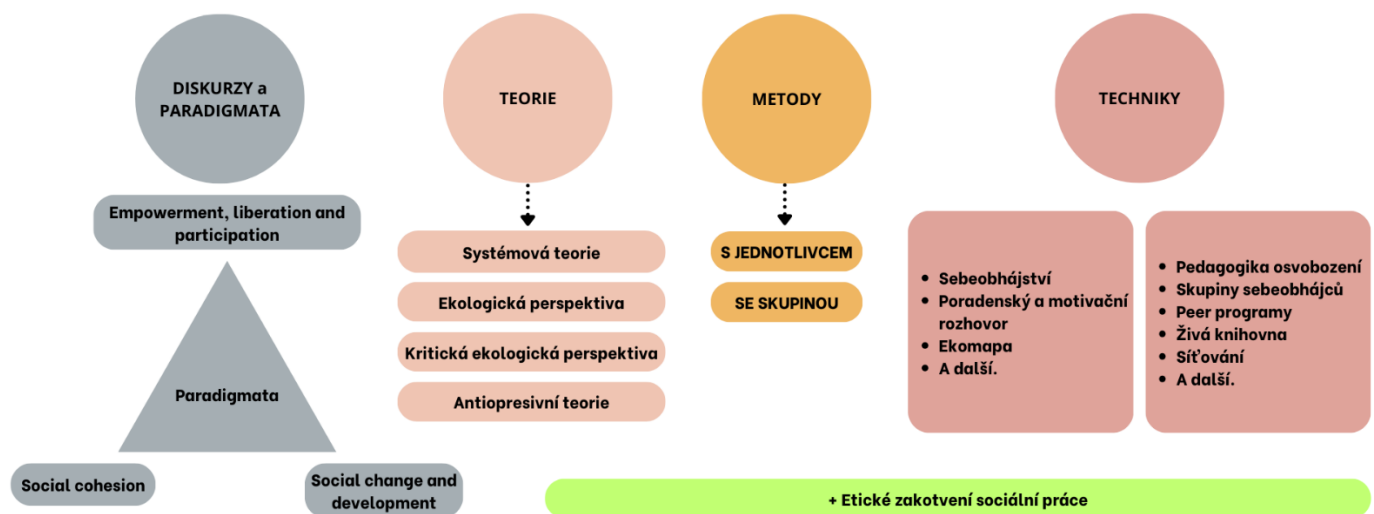 DISKURZY a
PARADIGMATA
Empowerment, liberation and
participation
Paradigmata
Social cohesion
Social change and
development
TEORIE
Systémová teorie
Ekologická perspektiva
Kritická ekologická perspektiva
Antiopresivní teorie
METODY
S JEDNOTLIVCEM
SE SKUPINOU
TECHNIKY
• Sebeobhájství
• Poradenský a motivační
rozhovor
• Ekomapa
• A další.
• Pedagogika osvobození
• Skupiny sebeobhájců
• Peer programy
• Živá knihovna
• Síťování
• A další.
+ Etické zakotvení sociální práce